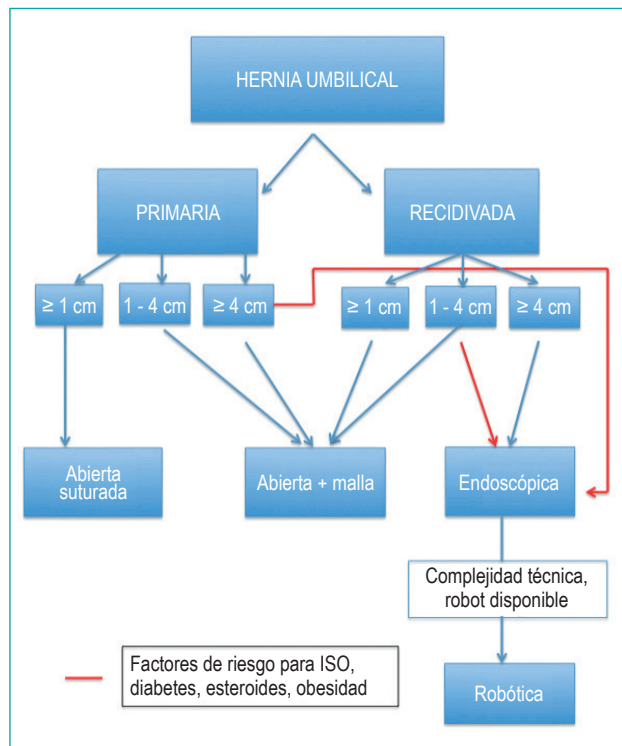 HERNIA UMBILICAL
PRIMARIA
RECIDIVADA
≥ 1 cm
1 - 4 cm
≥ 4 cm
≥ 1 cm
1 - 4 cm
≥ 4 cm
Abierta
suturada
Abierta + malla
Endoscópica
Complejidad técnica,
robot disponible
Factores de riesgo para ISO,
diabetes, esteroides, obesidad
Robótica